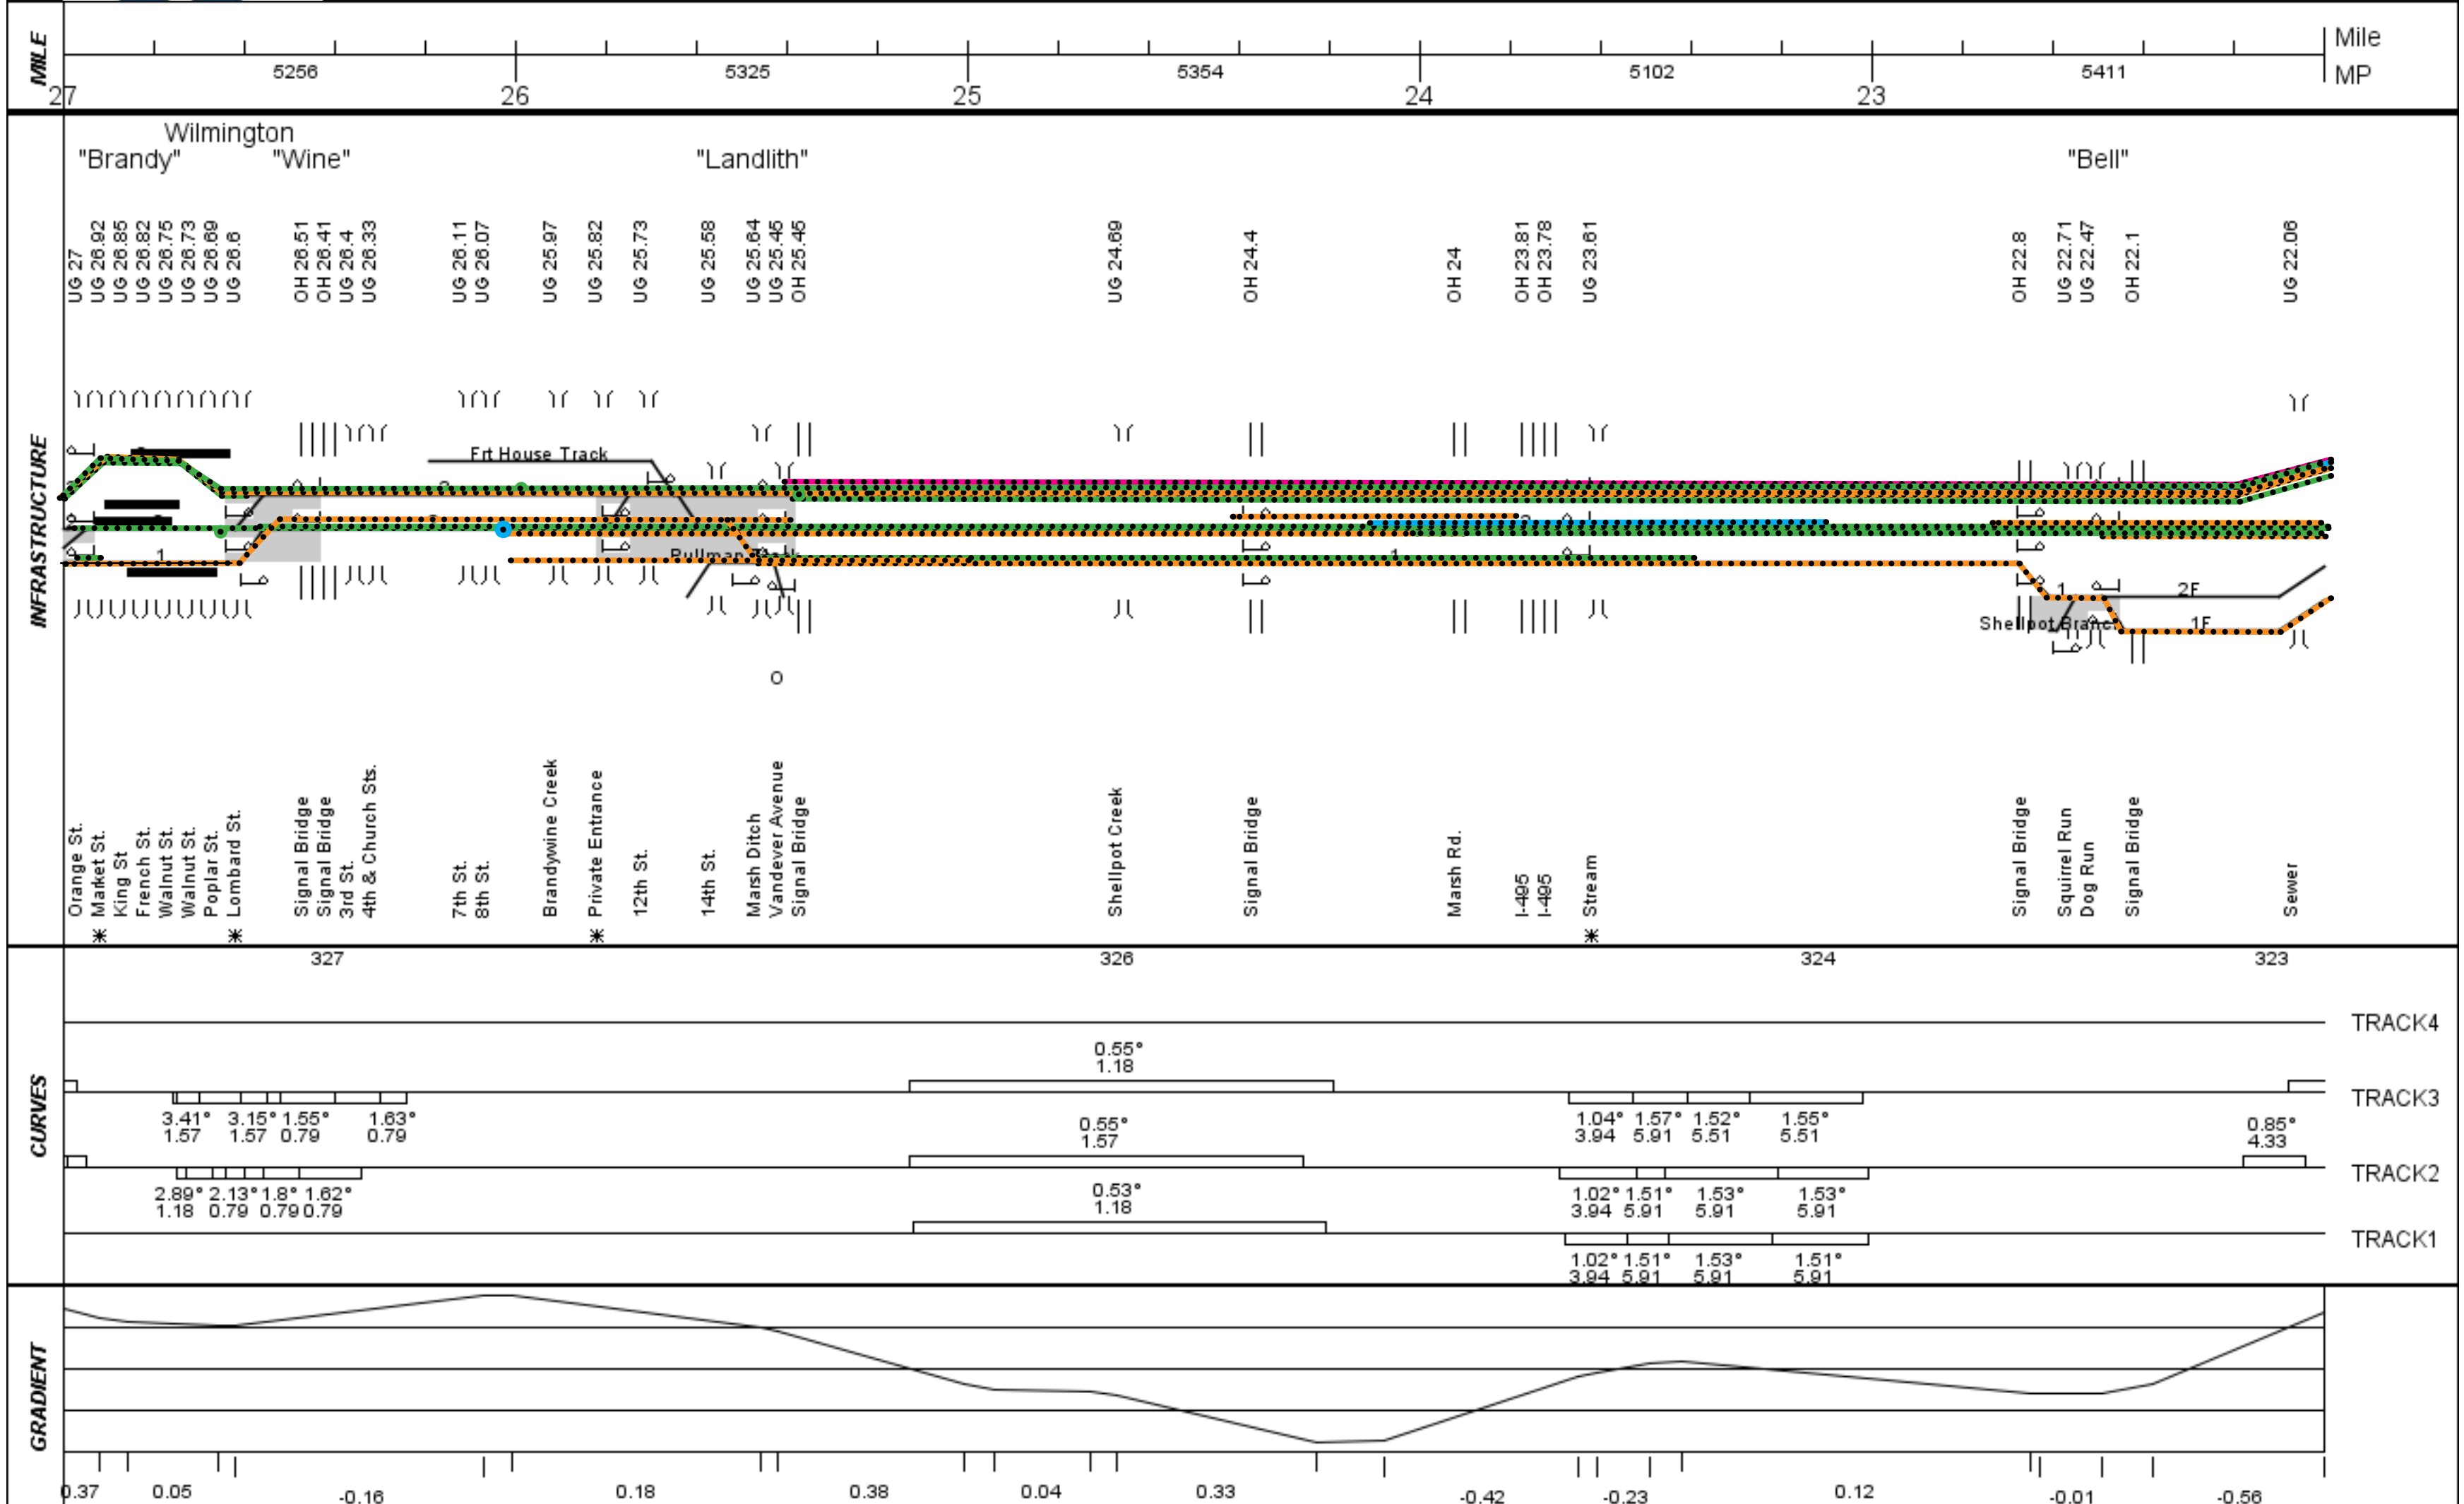 MILE
5256
5325
5354
5102
5411
Mile
MP
27
26
25
24
23
Wilmington
"Brandy"
"Wine"
"Landlith"
"Bell"
UG 27
UG 26.92
UG 26.85
UG 26.82
UG 26.75
UG 26.73
UG 26.69
UG 26.6
OH 26.51
OH 26.41
UG 26.4
UG 26.33
UG 26.11
UG 26.07
UG 25.97
UG 25.82
UG 25.73
UG 25.58
UG 25.64
UG 25.45
OH 25.45
UG 24.69
OH 24.4
OH 24
OH 23.81
OH 23.78
UG 23.61
OH 22.8
UG 22.71
UG 22.47
OH 22.1
UG 22.06
INFRASTRUCTURE
Frt House Track
1
1
1
2F
Shellpot Branch
1F
Orange St.
Market St.
King St
French St.
Walnut St.
Walnut St.
Poplar St.
Lombard St.
Signal Bridge
Signal Bridge
3rd St.
4th & Church Sts.
7th St.
8th St.
Brandywine Creek
Private Entrance
12th St.
14th St.
Marsh Ditch
Vandever Avenue
Signal Bridge
Shellpot Creek
Signal Bridge
Marsh Rd.
I-495
I-495
Stream
Signal Bridge
Squirrel Run
Dog Run
Signal Bridge
Sewer
CURVES
327
326
324
323
TRACK4
0.55°
1.18
TRACK3
3.41° 3.15° 1.55° 1.63°
1.57 1.57 0.79 0.79
1.04° 1.57° 1.52° 1.55°
3.94 5.91 5.51 5.51
0.55°
1.57
0.85°
4.33
TRACK2
2.89° 2.13° 1.8° 1.62°
1.18 0.79 0.79 0.79
1.02° 1.51° 1.53° 1.53°
3.94 5.91 5.91 5.91
0.53°
1.18
TRACK1
1.02° 1.51° 1.53° 1.51°
3.94 5.91 5.91 5.91
GRADIENT
0.37 0.05 -0.16 0.18 0.38 0.04 0.33 -0.42 -0.23 0.12 -0.01 -0.56